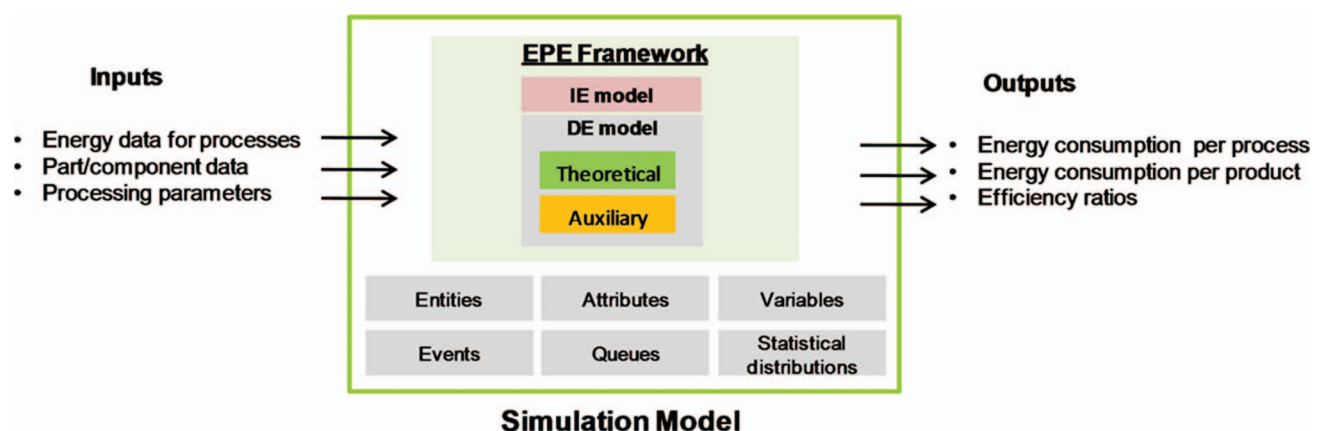 Inputs
• Energy data for processes
• Part/component data
• Processing parameters
EPE Framework
IE model
DE model
Theoretical
Auxiliary
Entities
Attributes
Variables
Events
Queues
Statistical
distributions
Simulation Model
Outputs
• Energy consumption per process
• Energy consumption per product
• Efficiency ratios